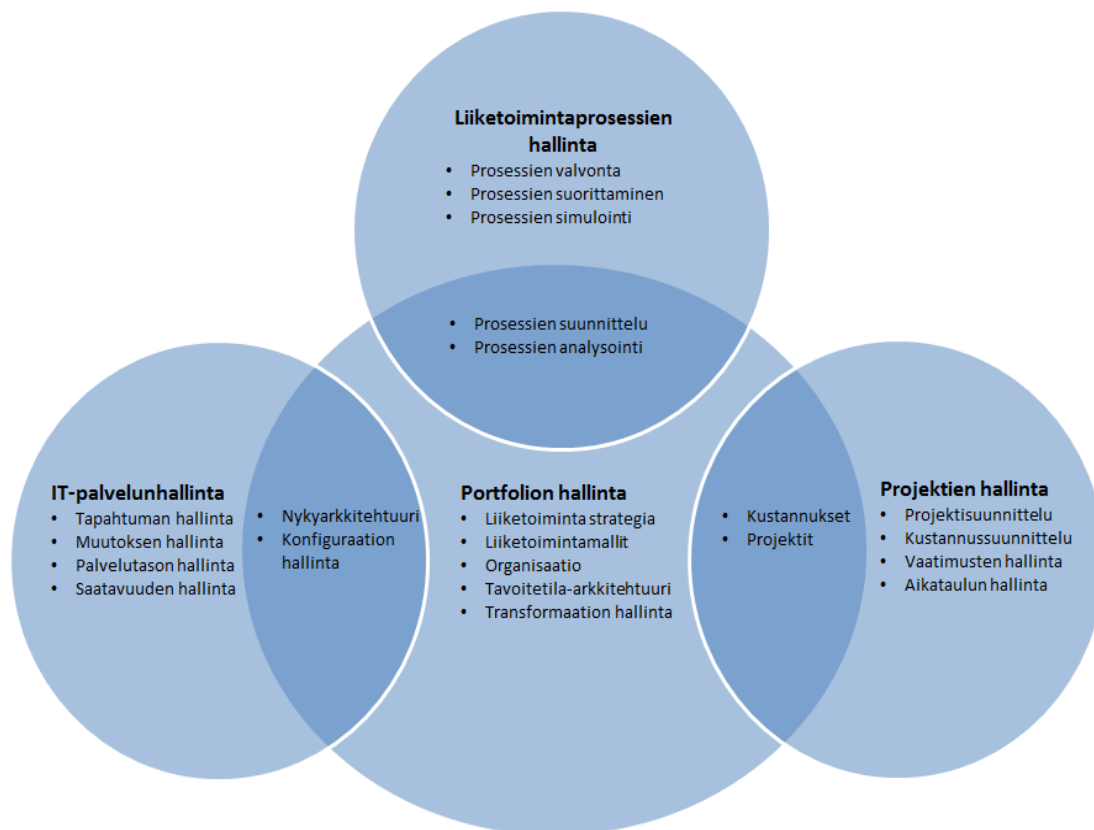 Liiketoimintaprosessien
hallinta
• Prosessien valvonta
• Prosessien suorittaminen
• Prosessien simulointi
• Prosessien suunnittelu
• Prosessien analysointi
IT-palvelunhallinta
• Tapahtuman hallinta
• Muutoksen hallinta
• Palvelutason hallinta
• Saatavuuden hallinta
• Nykyarkkitehtuuri
• Konfiguraation
hallinta
Portfolion hallinta
• Liiketoiminta strategia
• Liiketoimintamallit
• Organisaatio
• Tavoitetila-arkkitehtuuri
• Transformaation hallinta
• Kustannukset
• Projektit
Projektien hallinta
• Projektisuunnittelu
• Kustannussuunnittelu
• Vaatimusten hallinta
• Aikataulun hallinta